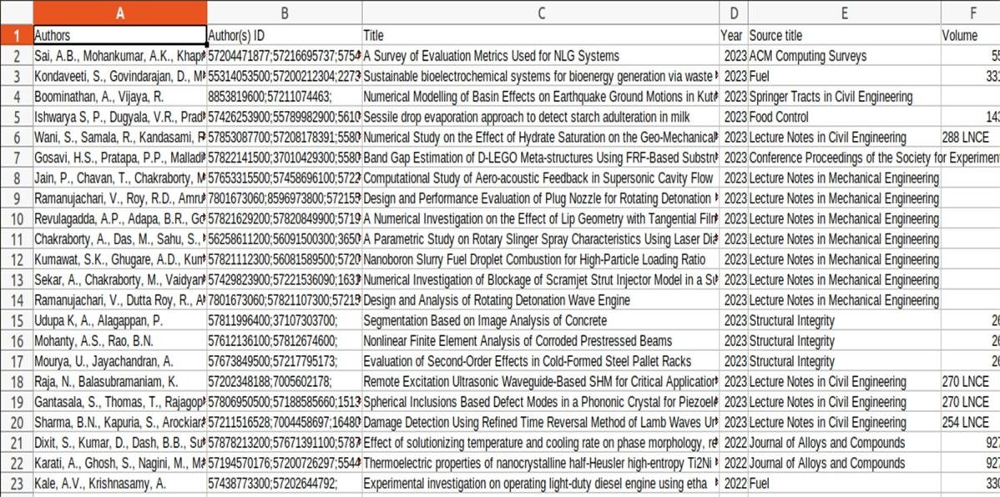 A B C D E F
1 Authors Author(s) ID Title Year Source title Volume
2 Sai, A.B., Mohankumar, A.K., Khap 57204471877;57216695737;5754 A Survey of Evaluation Metrics Used for NLG Systems 2023 ACM Computing Surveys 55
3 Kondaveeti, S., Govindarajan, D., M 55314053500;57200212304;2273 Sustainable bioelectrochemical systems for bioenergy generation via waste 2023 Fuel 331
4 Boominathan, A., Vijaya, R. 8853819600;57211074463; Numerical Modelling of Basin Effects on Earthquake Ground Motions in Kut 2023 Springer Tracts in Civil Engineering
5 Ishwarya S, P., Dugyala, V.R., Prad 57426253900;55789982900;5610 Sessile drop evaporation approach to detect starch adulteration in milk 2023 Food Control 143
6 Wani, S., Samala, R., Kandasami, R 57853087700;57208178391;5580 Numerical Study on the Effect of Hydrate Saturation on the Geo-Mechanical 2023 Lecture Notes in Civil Engineering 288 LNCE
7 Gosavi, H.S., Pratapa, P.P., Malladi 57822141500;37010429300;5580 Band Gap Estimation of D-LEGO Meta-structures Using FRF-Based Substru 2023 Conference Proceedings of the Society for Experimen
8 Jain, P., Chavan, T., Chakraborty, M 57653315500;57458696100;5722 Computational Study of Aero-acoustic Feedback in Supersonic Cavity Flow 2023 Lecture Notes in Mechanical Engineering
9 Ramanujachari, V., Roy, R.D., Amru 7801673060;8596973800;572155 Design and Performance Evaluation of Plug Nozzle for Rotating Detonation 2023 Lecture Notes in Mechanical Engineering
10 Revulagadda, A.P., Adapa, B.R., Go 57821629200;57820849900;5719 A Numerical Investigation on the Effect of Lip Geometry with Tangential Film 2023 Lecture Notes in Mechanical Engineering
11 Chakraborty, A., Das, M., Sahu, S., 56258611200;56091500300;3650 A Parametric Study on Rotary Slinger Spray Characteristics Using Laser Dia 2023 Lecture Notes in Mechanical Engineering
12 Kumawat, S.K., Ghugare, A.D., Kum 57821112300;56081589500;5720 Nanoboron Slurry Fuel Droplet Combustion for High-Particle Loading Ratio 2023 Lecture Notes in Mechanical Engineering
13 Sekar, A., Chakraborty, M., Vaidyan 57429823900;57221536090;1631 Numerical Investigation of Blockage of Scramjet Strut Injector Model in a Su 2023 Lecture Notes in Mechanical Engineering
14 Ramanujachari, V., Dutta Roy, R., A 7801673060;57821107300;57215 Design and Analysis of Rotating Detonation Wave Engine 2023 Lecture Notes in Mechanical Engineering
15 Udupa K, A., Alagappan, P. 57811996400;37107303700; Segmentation Based on Image Analysis of Concrete 2023 Structural Integrity 26
16 Mohanty, A.S., Rao, B.N. 57612136100;57812674600; Nonlinear Finite Element Analysis of Corroded Prestressed Beams 2023 Structural Integrity 26
17 Mourya, U., Jayachandran, A. 57673849500;57217795173; Evaluation of Second-Order Effects in Cold-Formed Steel Pallet Racks 2023 Structural Integrity 26
18 Raja, N., Balasubramaniam, K. 57202348188;7005602178; Remote Excitation Ultrasonic Waveguide-Based SHM for Critical Application 2023 Lecture Notes in Civil Engineering 270 LNCE
19 Gantasala, S., Thomas, T., Rajagop 57806950500;57188585660;1513 Spherical Inclusions Based Defect Modes in a Phononic Crystal for Piezoele 2023 Lecture Notes in Civil Engineering 270 LNCE
20 Sharma, B.N., Kapuria, S., Arockiara 57211516528;7004458697;16480 Damage Detection Using Refined Time Reversal Method of Lamb Waves Un 2023 Lecture Notes in Civil Engineering 254 LNCE
21 Dixit, S., Kumar, D., Dash, B.B., Su 57878213200;57671391100;5787 Effect of solutionizing temperature and cooling rate on phase morphology, re 2022 Journal of Alloys and Compounds 92
22 Karati, A., Ghosh, S., Nagini, M., Ma 57194570176;57200726297;5544 Thermoelectric properties of nanocrystalline half-Heusler high-entropy Ti2Ni 2022 Journal of Alloys and Compounds 927
23 Kale, A.V., Krishnasamy, A. 57438773300;57202644792; Experimental investigation on operating light-duty diesel engine using etha 2022 Fuel 330